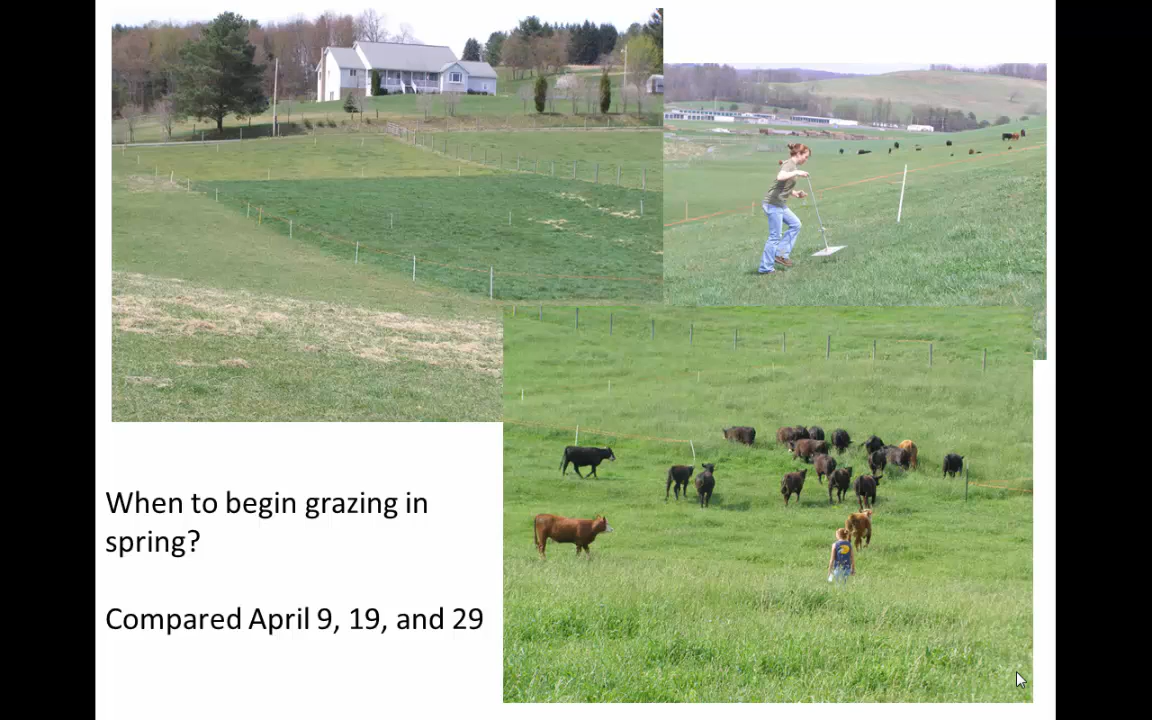 When to begin grazing in
spring?
Compared April 9, 19, and 29